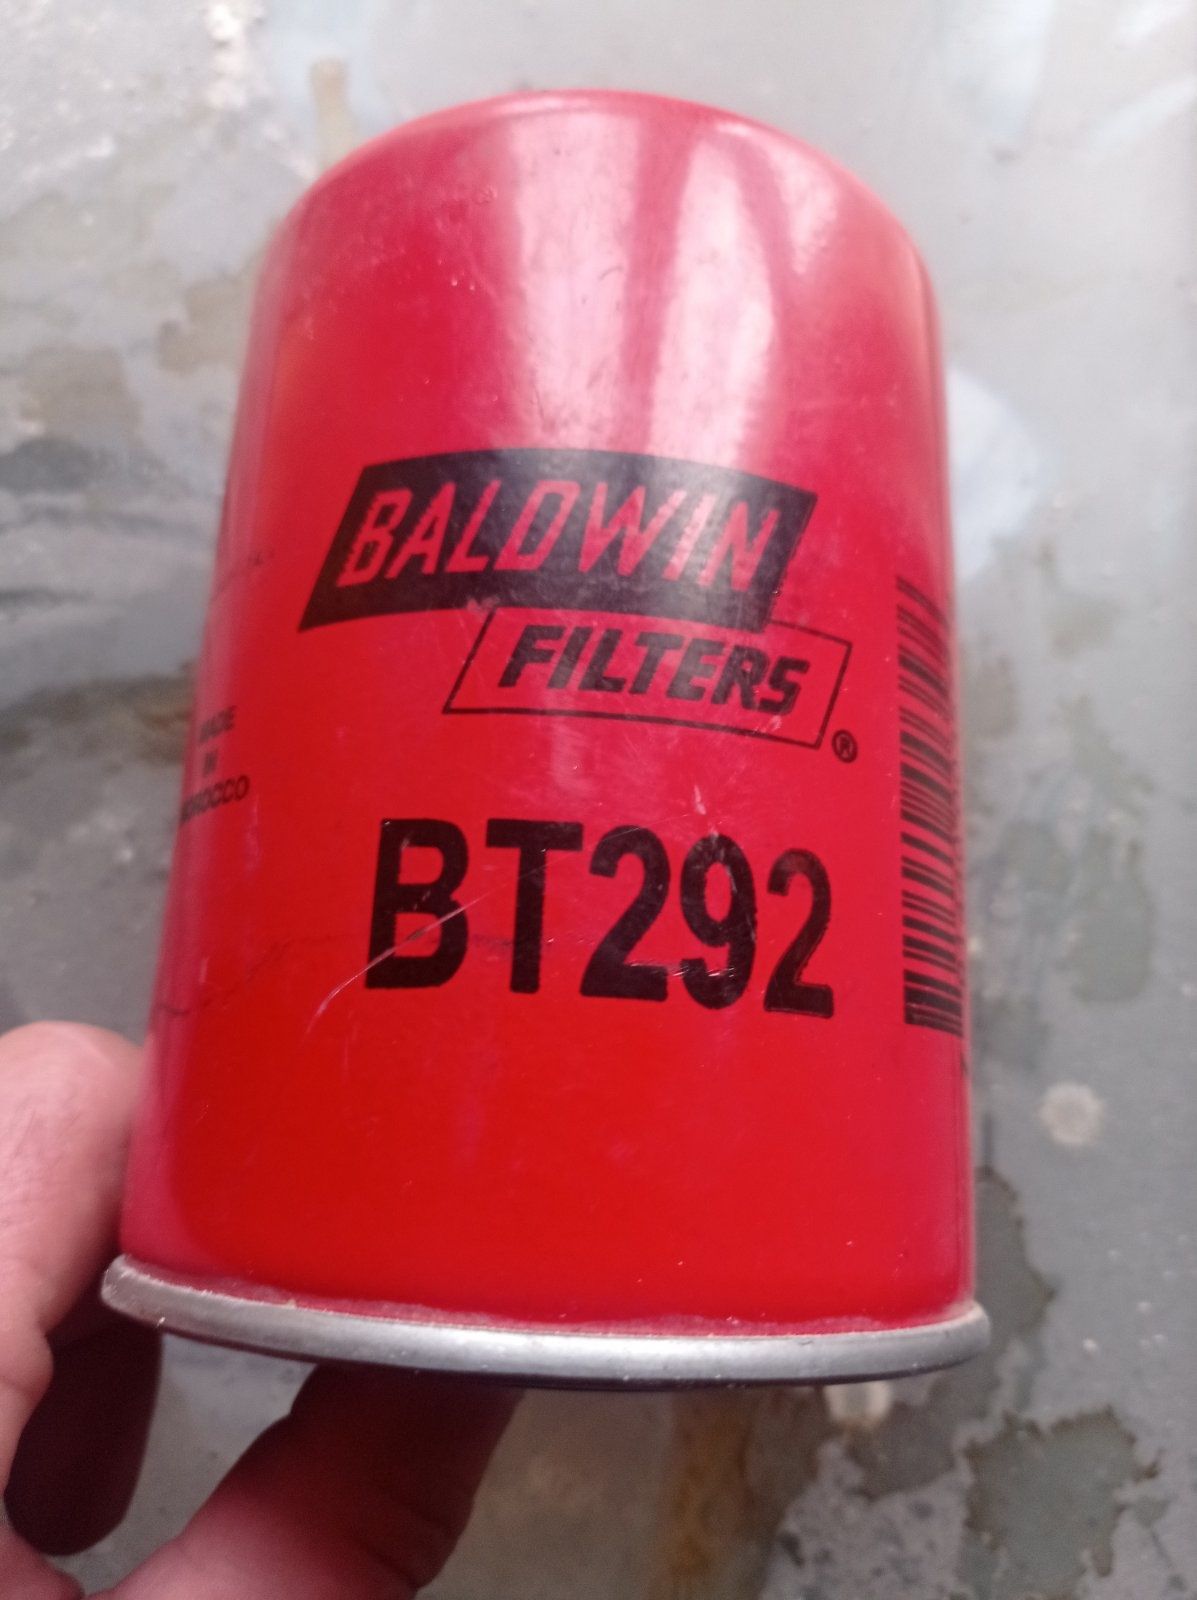 BALDWIN
FILTERS
®
MADE
IN
MOROCCO
BT292